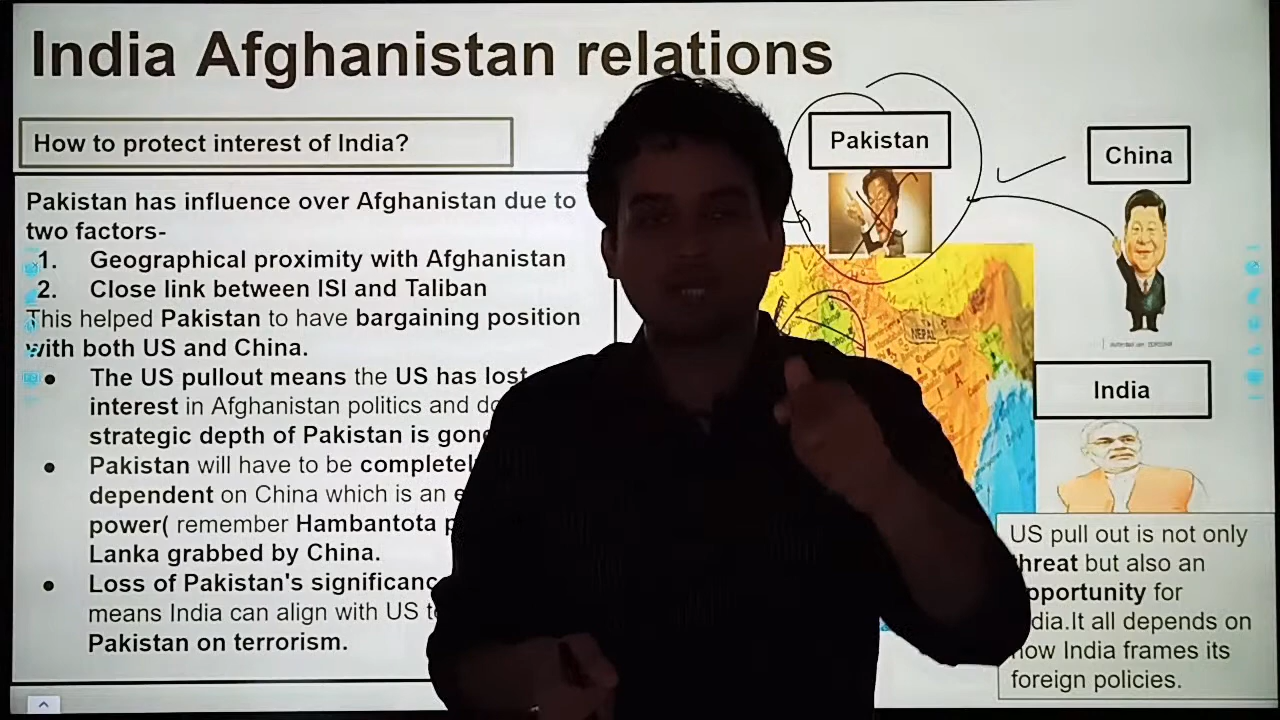 India Afghanistan relations
How to protect interest of India?
Pakistan has influence over Afghanistan due to
two factors-
1. Geographical proximity with Afghanistan
2. Close link between ISI and Taliban
This helped Pakistan to have bargaining position
with both US and China.
• The US pullout means the US has lost
interest in Afghanistan politics and
strategic depth of Pakistan is
• Pakistan will have to be
dependent on China which is an
power( remember Hambantota
Lanka grabbed by China.
• Loss of Pakistan's
means India can align with US
Pakistan on terrorism.
Pakistan
China
NEPAL
India
US pull out is not only
threat but also an
opportunity for
how India frames its
foreign policies.
It all depends on